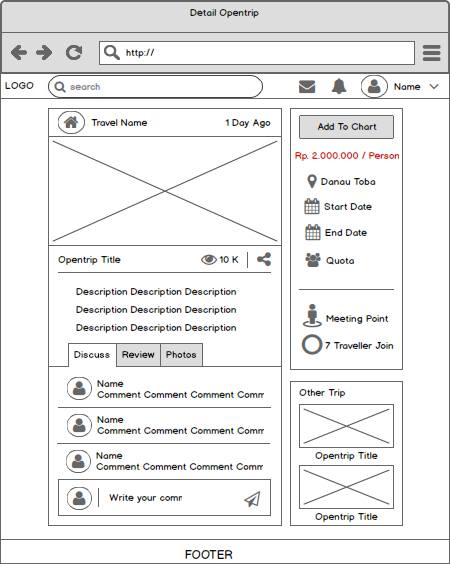 Detail Opentrip
http://
LOGO
search
Name
Travel Name
1 Day Ago
Opentrip Title
10 K
Description Description Description
Description Description Description
Description Description Description
Discuss
Review
Photos
Name
Comment Comment Comment Comm
Name
Comment Comment Comment Comm
Name
Comment Comment Comment Comm
Write your comm
Add To Chart
Rp. 2.000.000 / Person
Danau Toba
Start Date
End Date
Quota
Meeting Point
7 Traveller Join
Other Trip
Opentrip Title
Opentrip Title
FOOTER